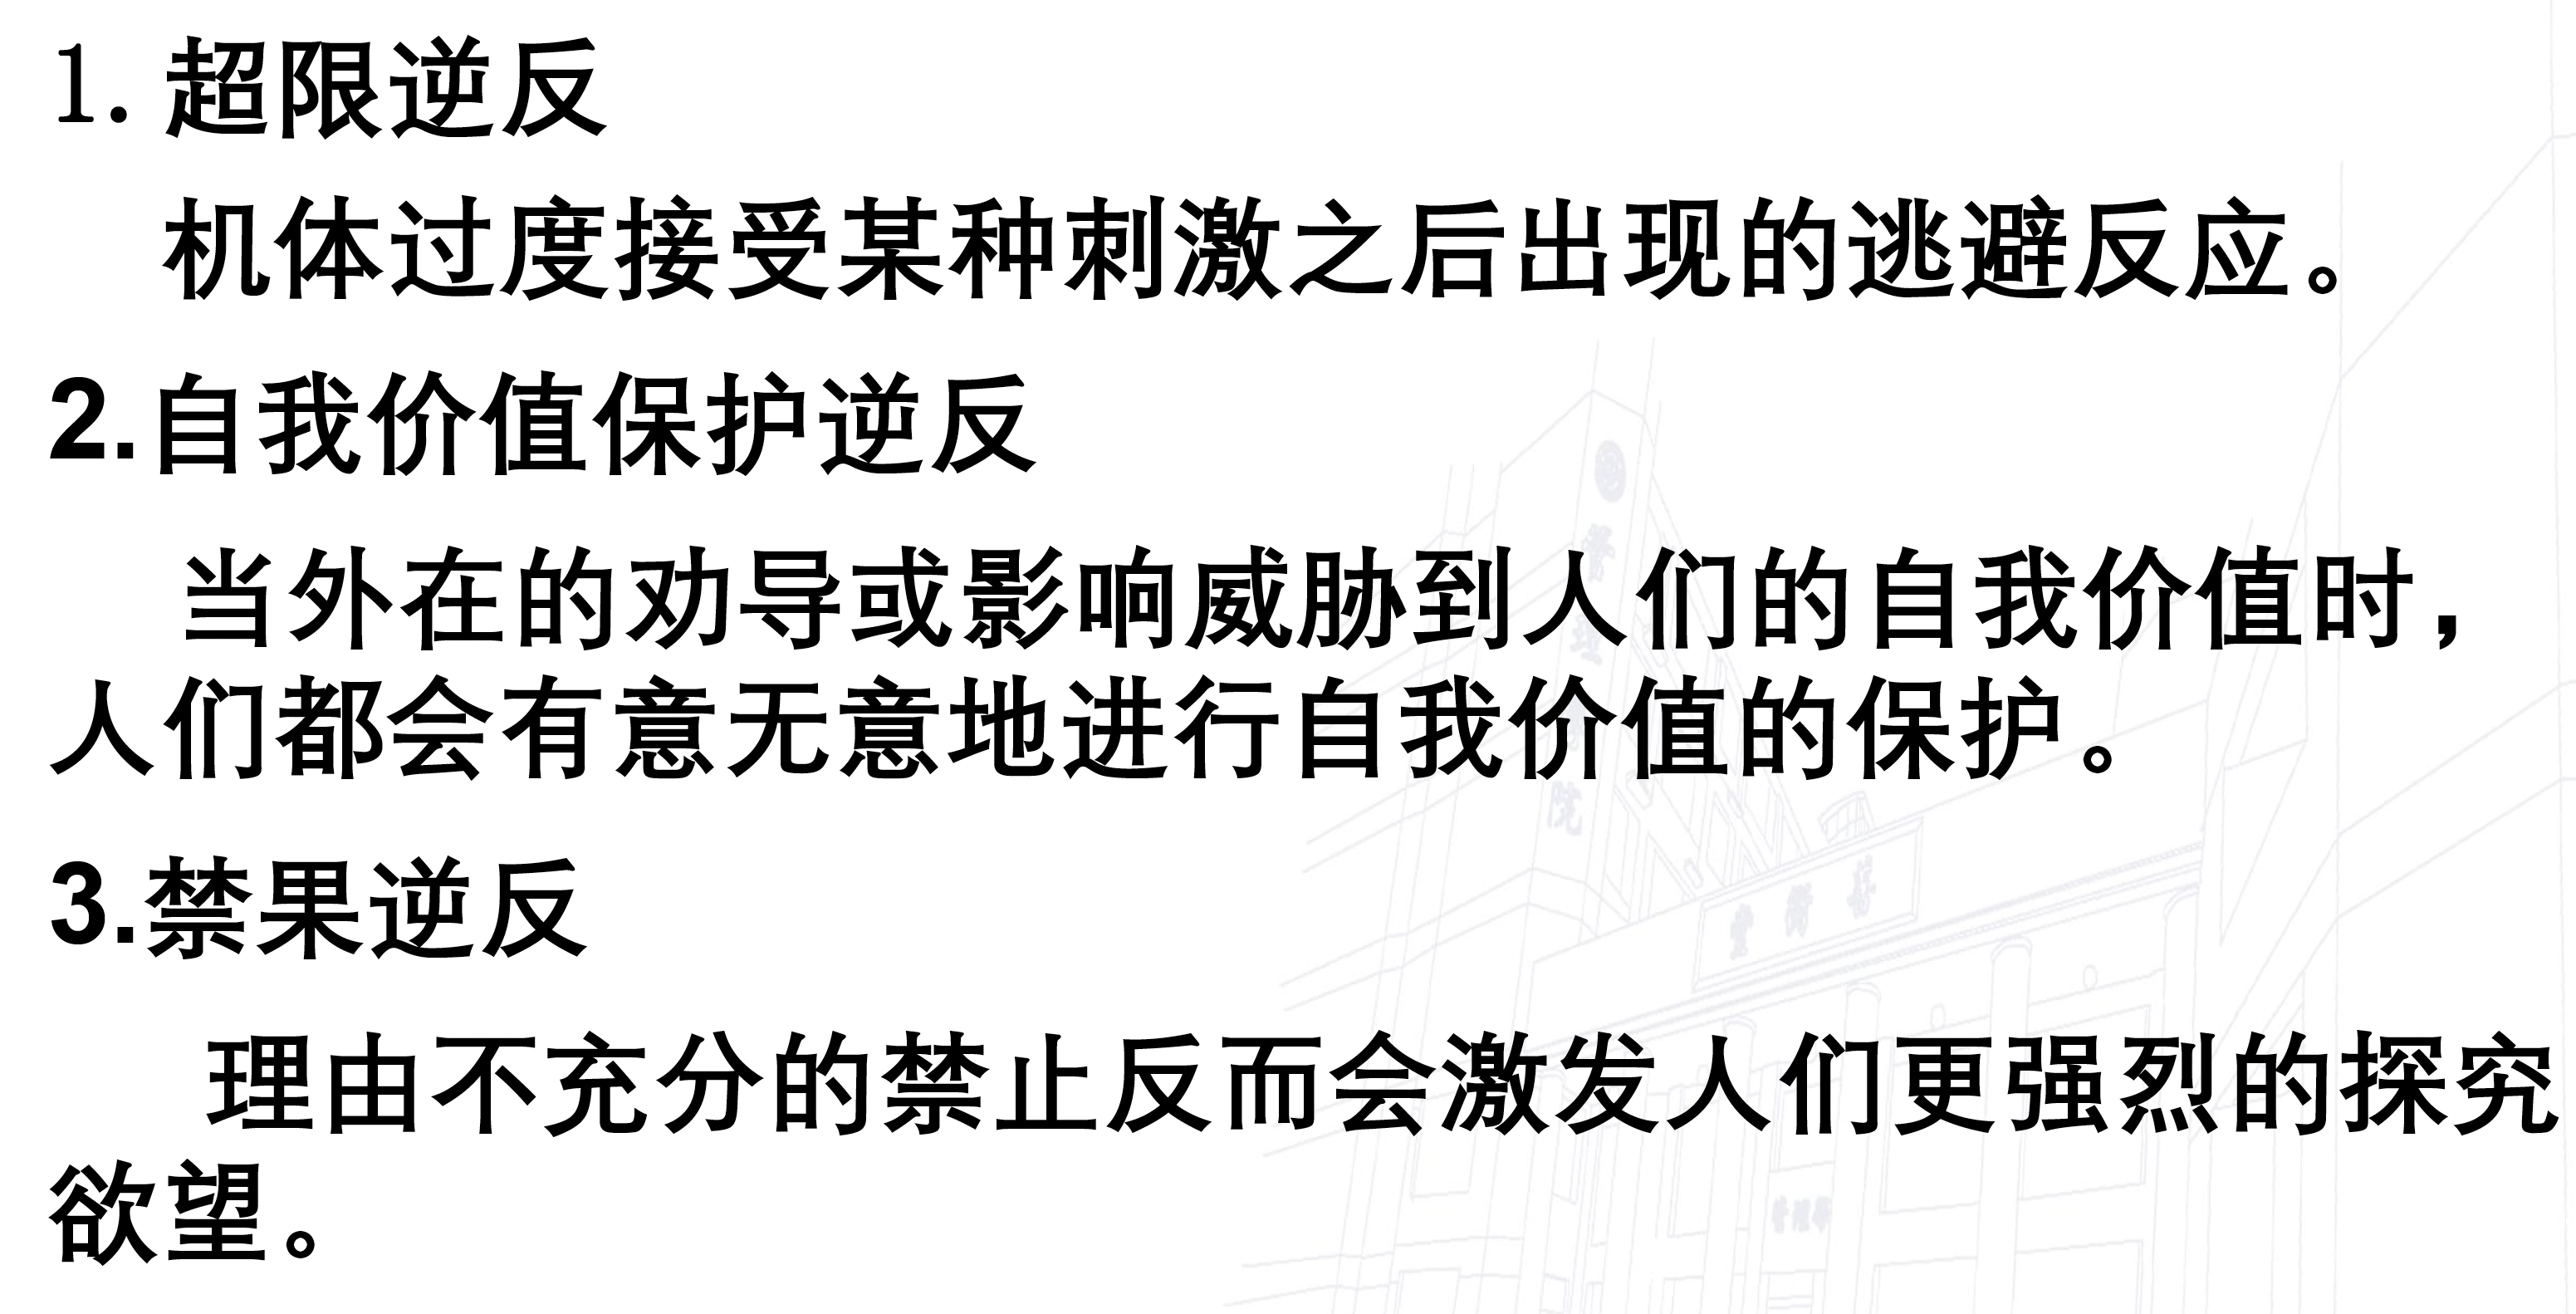 1.超限逆反
机体过度接受某种刺激之后出现的逃避反应。
2.自我价值保护逆反
当外在的劝导或影响威胁到人们的自我价值时，
人们都会有意无意地进行自我价值的保护。
3.禁果逆反
理由不充分的禁止反而会激发人们更强烈的探究
欲望。